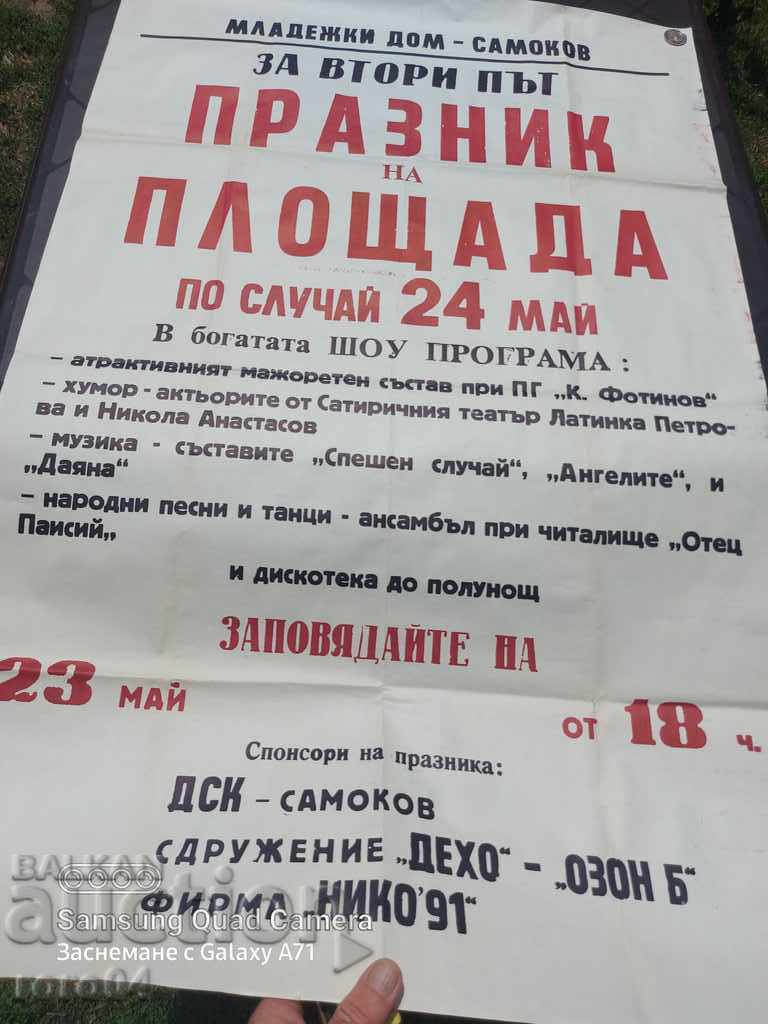 МЛАДЕЖКИ ДОМ - САМОКОВ
ЗА ВТОРИ ПЪТ
ПРАЗНИК
НА
ПЛОЩАДА
ПО СЛУЧАЙ 24 МАЙ
В богатата ШОУ ПРОГРАМА :
- атрактивният мажоретен състав при ПГ „К. Фотинов“
- хумор - актьорите от Сатиричния театър Латинка Петро-
ва и Никола Анастасов
- музика - съставите „Спешен случай“, „Ангелите“, и
„Даяна“
- народни песни и танци - ансамбъл при читалище „Отец
Паисий„
и дискотека до полунощ
ЗАПОВЯДАЙТЕ НА
23 МАЙ от 18 ч.
Спонсори на празника:
ДСК - САМОКОВ
СДРУЖЕНИЕ „ДЕХО“ - „ОЗОН Б“
ФИРМА „НИКО'91“
BALKAN
auction
Samsung Quad Camera
Заснемане с Galaxy A71
roro04